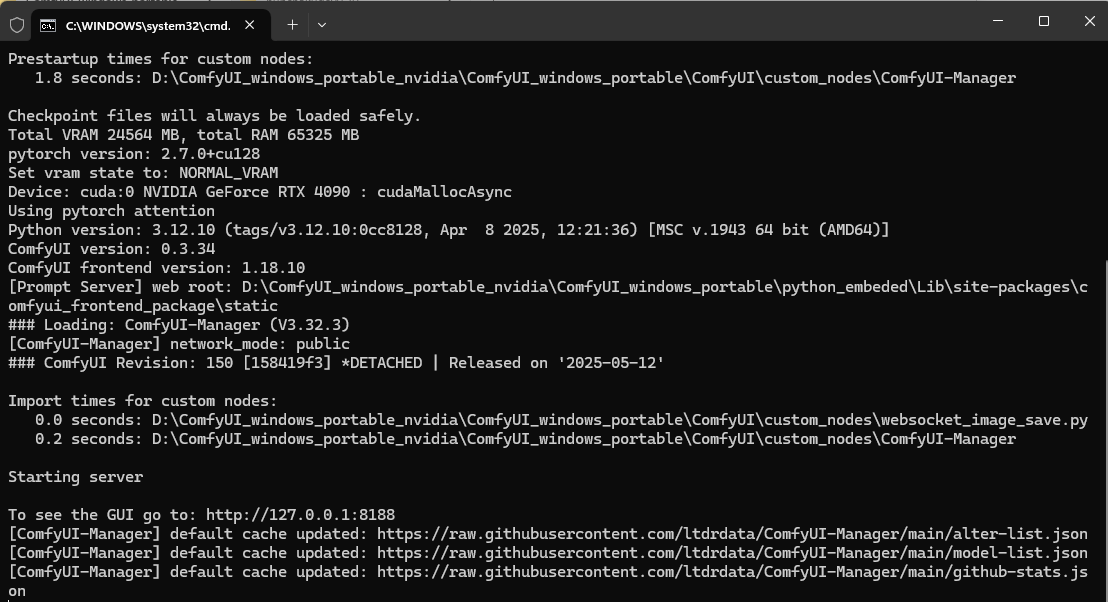 C:\WINDOWS\system32\cmd.
Prestartup times for custom nodes:
   1.8 seconds: D:\ComfyUI_windows_portable_nvidia\ComfyUI_windows_portable\ComfyUI\custom_nodes\ComfyUI-Manager
Checkpoint files will always be loaded safely.
Total VRAM 24564 MB, total RAM 65325 MB
pytorch version: 2.7.0+cu128
Set vram state to: NORMAL_VRAM
Device: cuda:0 NVIDIA GeForce RTX 4090 : cudaMallocAsync
Using pytorch attention
Python version: 3.12.10 (tags/v3.12.10:0cc8128, Apr  8 2025, 12:21:36) [MSC v.1943 64 bit (AMD64)]
ComfyUI version: 0.3.34
ComfyUI frontend version: 1.18.10
[Prompt Server] web root: D:\ComfyUI_windows_portable_nvidia\ComfyUI_windows_portable\python_embeded\Lib\site-packages\c
omfyui_frontend_package\static
### Loading: ComfyUI-Manager (V3.32.3)
[ComfyUI-Manager] network_mode: public
### ComfyUI Revision: 150 [158419f3] *DETACHED | Released on '2025-05-12'
Import times for custom nodes:
   0.0 seconds: D:\ComfyUI_windows_portable_nvidia\ComfyUI_windows_portable\ComfyUI\custom_nodes\websocket_image_save.py
   0.2 seconds: D:\ComfyUI_windows_portable_nvidia\ComfyUI_windows_portable\ComfyUI\custom_nodes\ComfyUI-Manager
Starting server
To see the GUI go to: http://127.0.0.1:8188
[ComfyUI-Manager] default cache updated: https://raw.githubusercontent.com/ltdrdata/ComfyUI-Manager/main/alter-list.json
[ComfyUI-Manager] default cache updated: https://raw.githubusercontent.com/ltdrdata/ComfyUI-Manager/main/model-list.json
[ComfyUI-Manager] default cache updated: https://raw.githubusercontent.com/ltdrdata/ComfyUI-Manager/main/github-stats.js
on